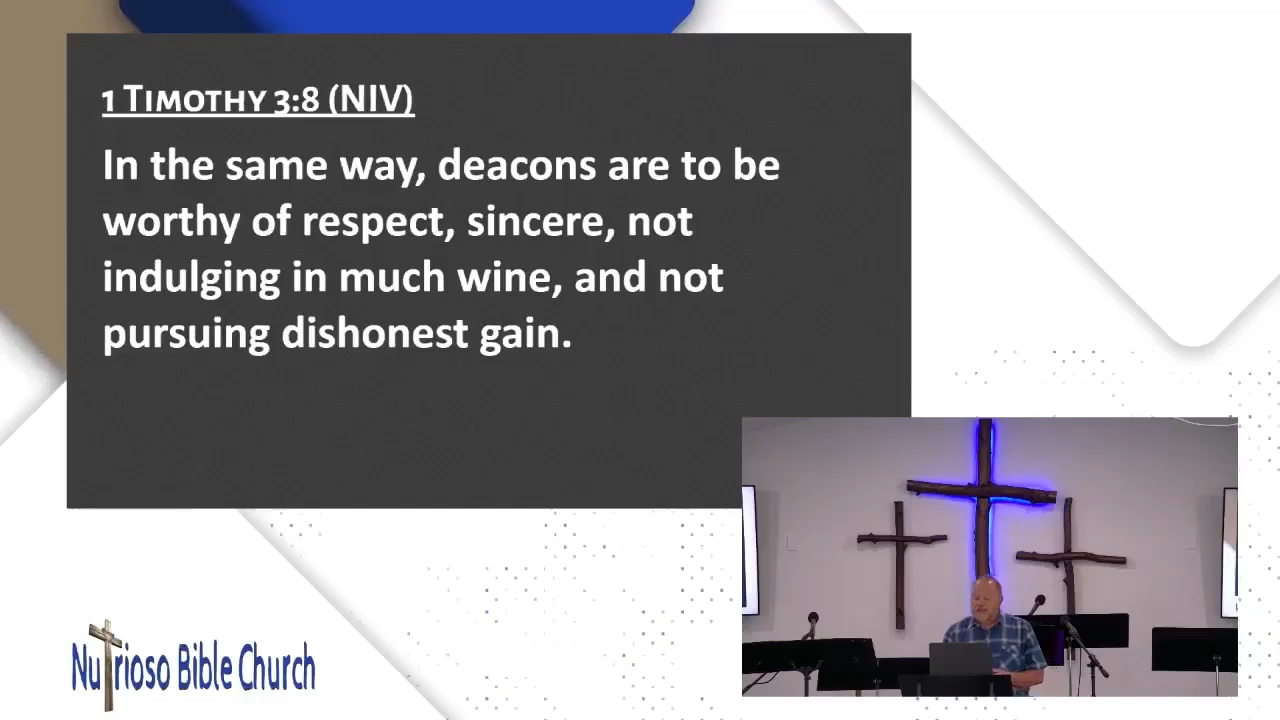 1 Timothy 3:8 (NIV)
In the same way, deacons are to be
worthy of respect, sincere, not
indulging in much wine, and not
pursuing dishonest gain.
Nutrioso Bible Church